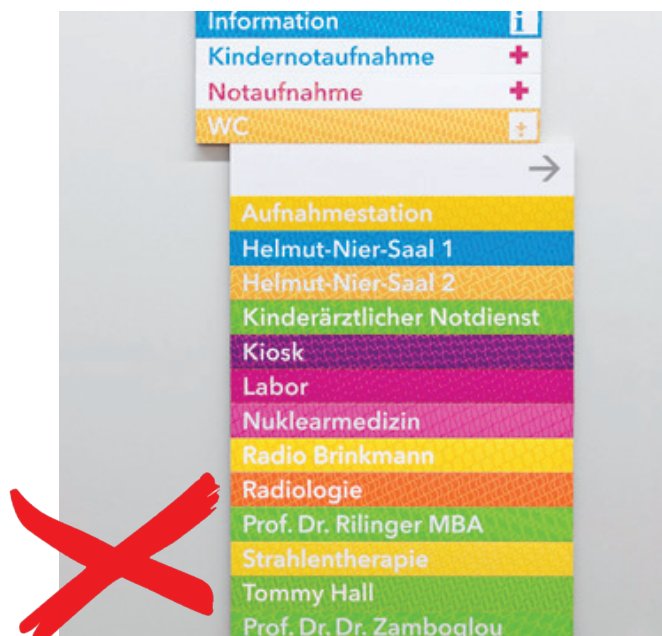 Information
Kindernotaufnahme
Notaufnahme
WC
Aufnahmestation
Helmut-Nier-Saal 1
Helmut-Nier-Saal 2
Kinderärztlicher Notdienst
Kiosk
Labor
Nuklearmedizin
Radio Brinkmann
Radiologie
Prof. Dr. Rilinger MBA
Strahlentherapie
Tommy Hall
Prof. Dr. Dr. Zamboglou